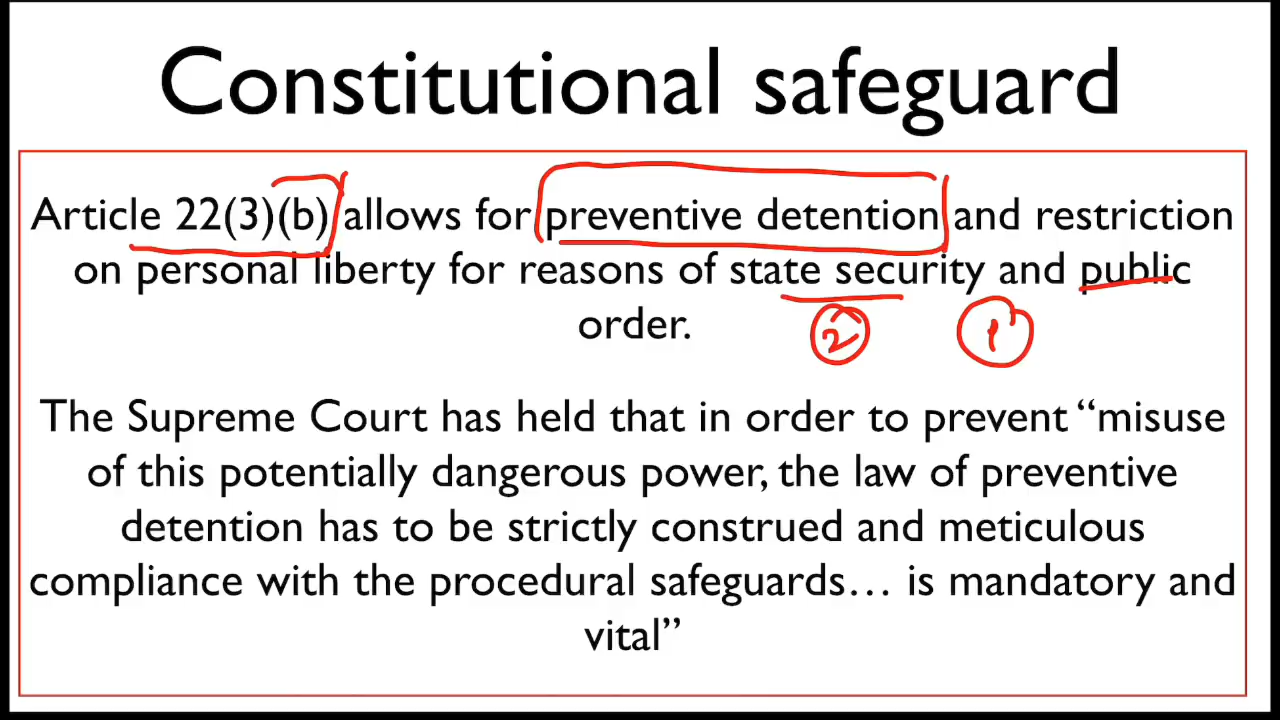 Constitutional safeguard
Article 22(3)(b) allows for preventive detention and restriction
on personal liberty for reasons of state security and public
order.
2 1
The Supreme Court has held that in order to prevent “misuse
of this potentially dangerous power, the law of preventive
detention has to be strictly construed and meticulous
compliance with the procedural safeguards… is mandatory and
vital”